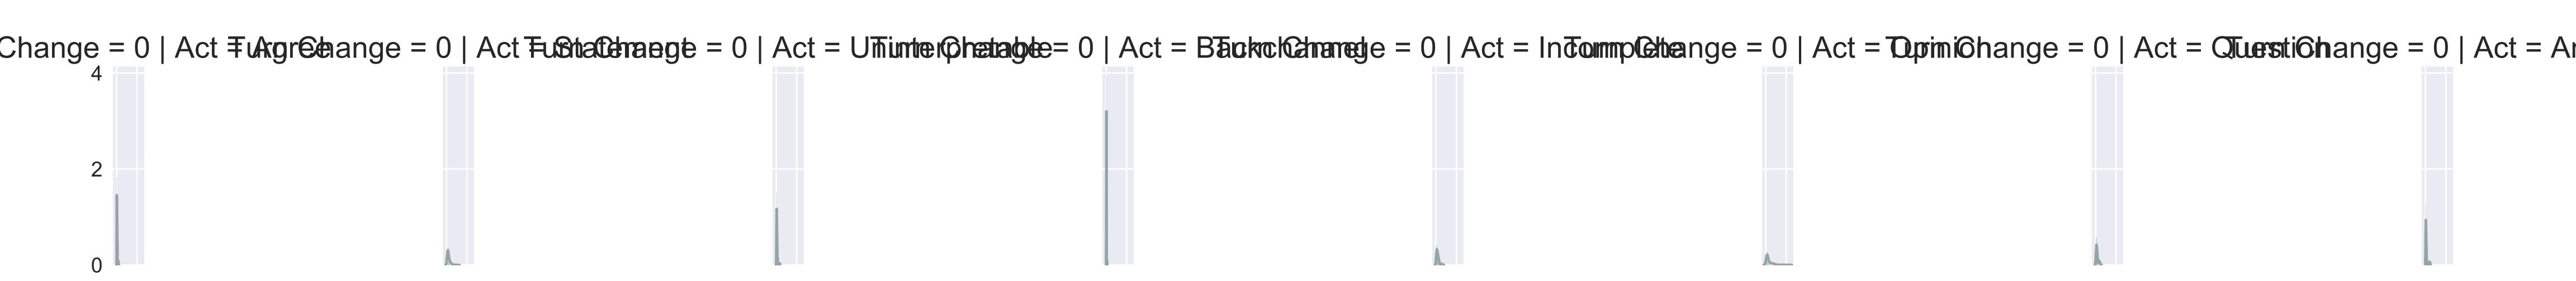 Change = 0 | Act = Agree
Turn Change = 0 | Act = Statement
Turn Change = 0 | Act = Uninterpretable
Turn Change = 0 | Act = Backchannel
Turn Change = 0 | Act = Incomplete
Turn Change = 0 | Act = Opinion
Turn Change = 0 | Act = Question
Turn Change = 0 | Act = An
4
2
0